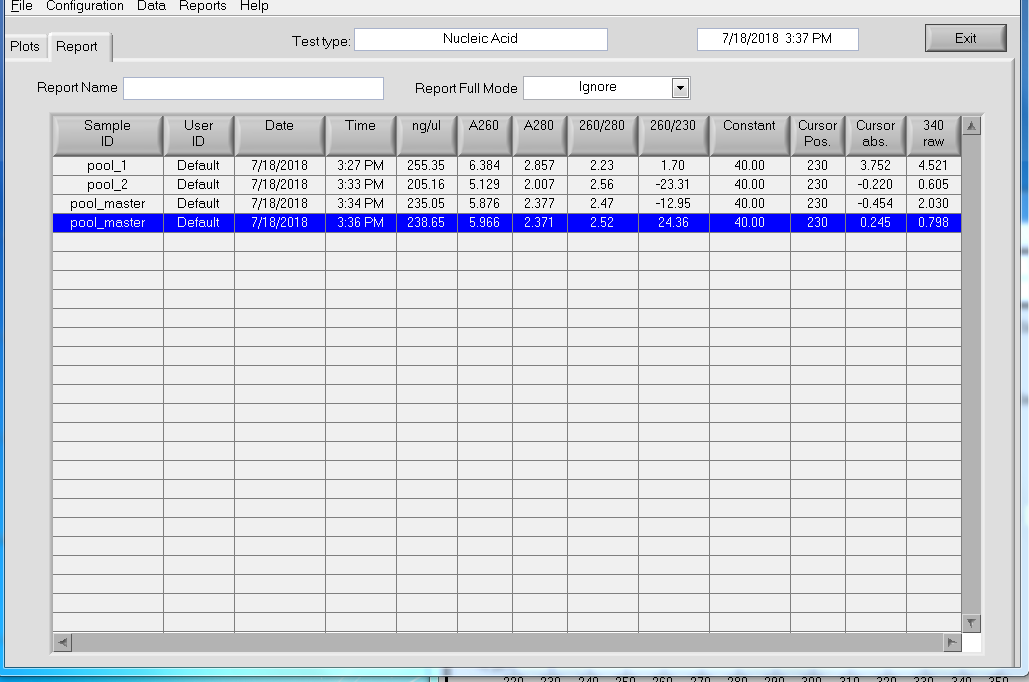 File Configuration Data Reports Help
Plots Report Test type: Nucleic Acid 7/18/2018 3:37 PM Exit
Report Name Report Full Mode Ignore
Sample ID User ID Date Time ng/ul A260 A280 260/280 260/230 Constant Cursor Pos. Cursor abs. 340 raw
pool_1 Default 7/18/2018 3:27 PM 255.35 6.384 2.857 2.23 1.70 40.00 230 3.752 4.521
pool_2 Default 7/18/2018 3:33 PM 205.16 5.129 2.007 2.56 -23.31 40.00 230 -0.220 0.605
pool_master Default 7/18/2018 3:34 PM 235.05 5.876 2.377 2.47 -12.95 40.00 230 -0.454 2.030
pool_master Default 7/18/2018 3:36 PM 238.65 5.966 2.371 2.52 24.36 40.00 230 0.245 0.798
220 230 240 250 260 270 280 290 300 310 320 330 340 350